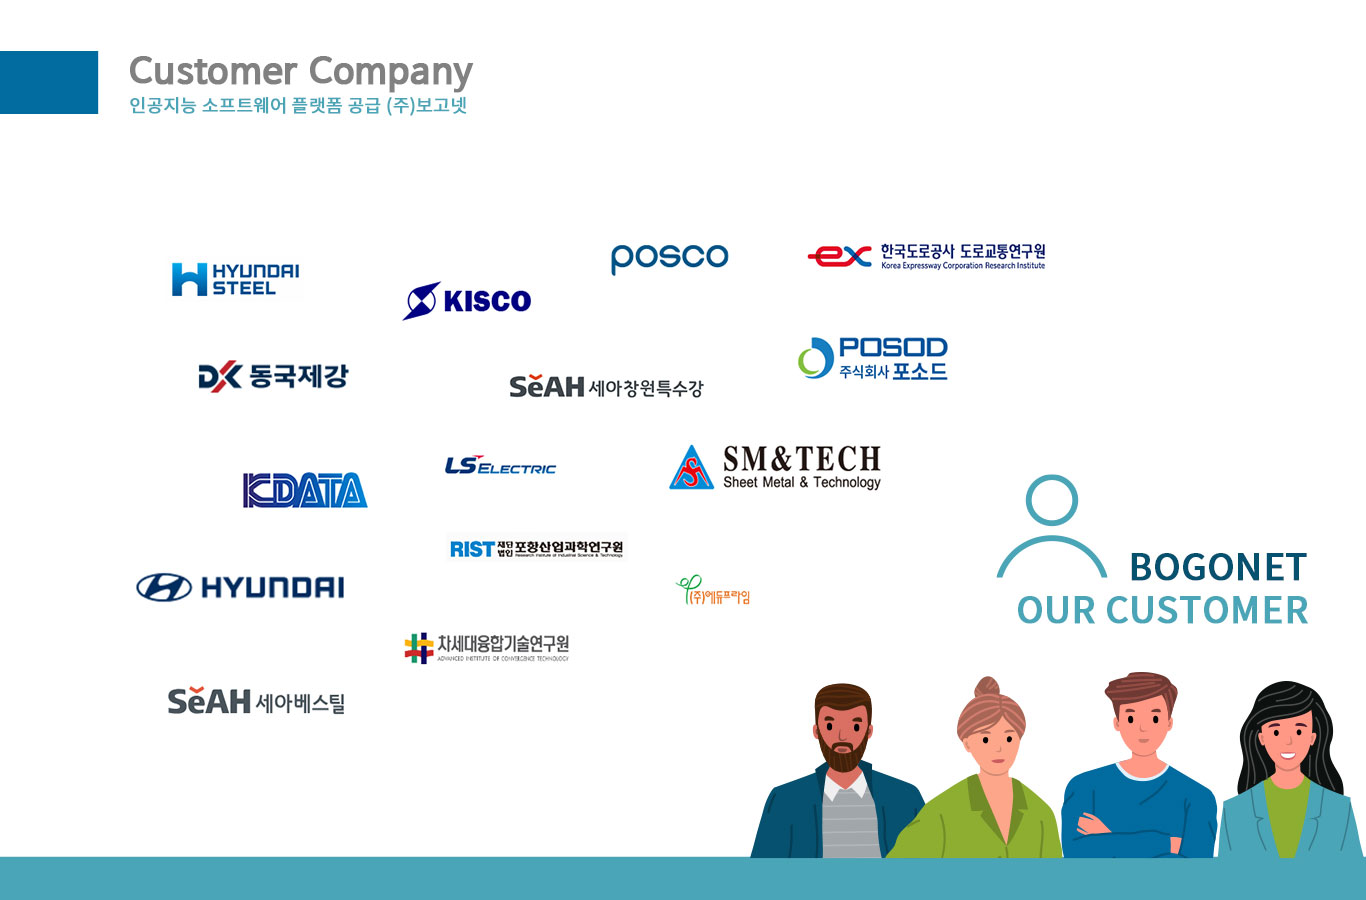 Customer Company
인공지능 소프트웨어 플랫폼 공급 (주)보고넷
HYUNDAI
STEEL
KISCO
posco
ex 한국도로공사 도로교통연구원
Korea Expressway Corporation Research Institute
DK 동국제강
SeAH 세아창원특수강
POSOD
주식회사 포소드
KDATA
LS ELECTRIC
SM&TECH
Sheet Metal & Technology
RIST 재단법인 포항산업과학연구원
Research Institute of Industrial Science & Technology
HYUNDAI
(주)에듀프라임
차세대융합기술연구원
ADVANCED INSTITUTE OF CONVERGENCE TECHNOLOGY
SeAH 세아베스틸
BOGONET
OUR CUSTOMER